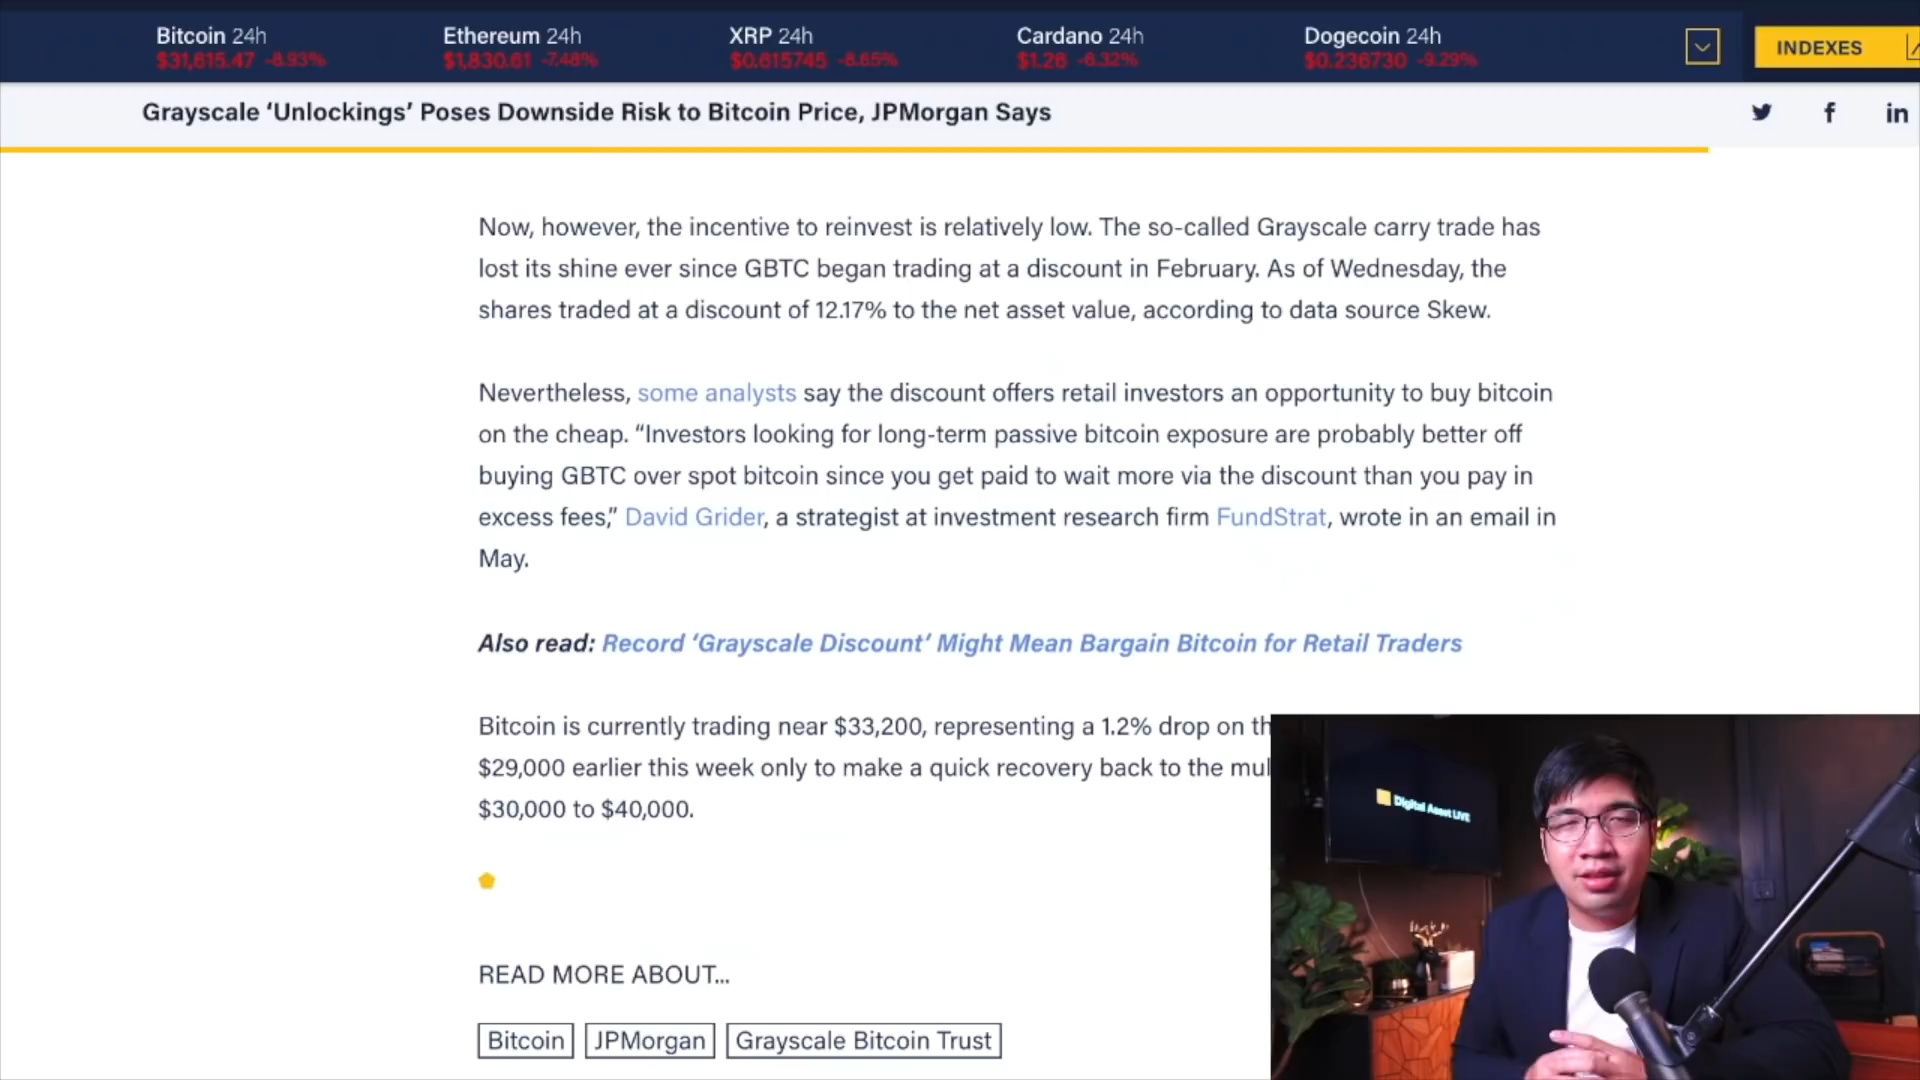 Bitcoin 24h
$31,615.47 -8.93%
Ethereum 24h
$1,830.61 -7.48%
XRP 24h
$0.615745 -8.65%
Cardano 24h
$1.26 -6.32%
Dogecoin 24h
$0.236730 -9.29%
INDEXES
Grayscale ‘Unlockings’ Poses Downside Risk to Bitcoin Price, JPMorgan Says
Now, however, the incentive to reinvest is relatively low. The so-called Grayscale carry trade has
lost its shine ever since GBTC began trading at a discount in February. As of Wednesday, the
shares traded at a discount of 12.17% to the net asset value, according to data source Skew.
Nevertheless, some analysts say the discount offers retail investors an opportunity to buy bitcoin
on the cheap. “Investors looking for long-term passive bitcoin exposure are probably better off
buying GBTC over spot bitcoin since you get paid to wait more via the discount than you pay in
excess fees,” David Grider, a strategist at investment research firm FundStrat, wrote in an email in
May.
Also read: Record ‘Grayscale Discount’ Might Mean Bargain Bitcoin for Retail Traders
Bitcoin is currently trading near $33,200, representing a 1.2% drop on th
$29,000 earlier this week only to make a quick recovery back to the mul
$30,000 to $40,000.
Digital Asset LIVE
READ MORE ABOUT...
Bitcoin
JPMorgan
Grayscale Bitcoin Trust